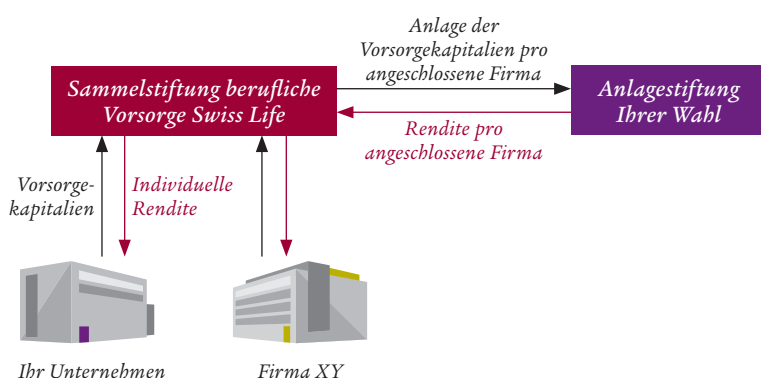 Anlage der
Vorsorgekapitalien pro
angeschlossene Firma
Sammelstiftung berufliche
Vorsorge Swiss Life
Anlagestiftung
Ihrer Wahl
Rendite pro
angeschlossene Firma
Vorsorge-
kapitalien
Individuelle
Rendite
Ihr Unternehmen
Firma XY